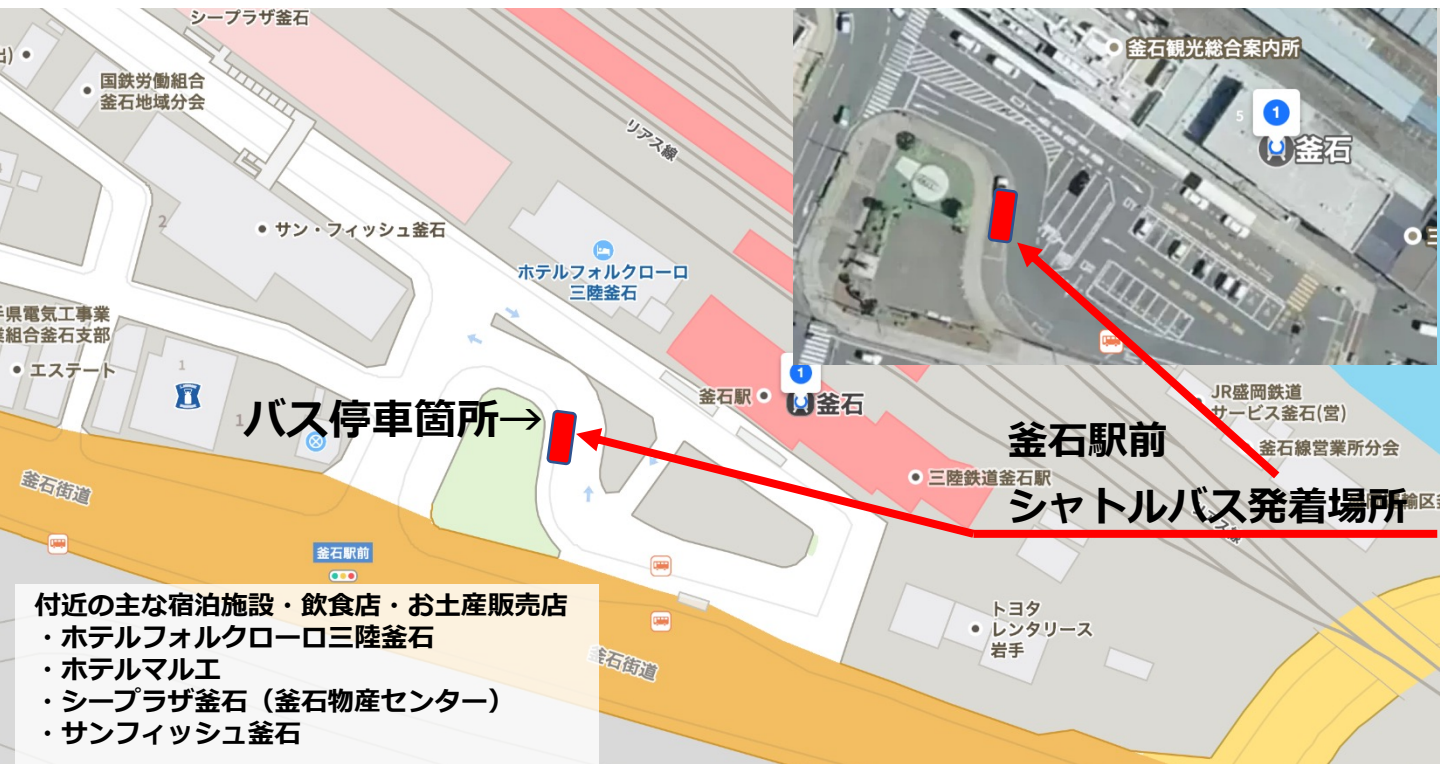 シープラザ釜石
国鉄労働組合
釜石地域分会
リアス線
2
サン・フィッシュ釜石
ホテルフォルクローロ
三陸釜石
釜石観光総合案内所
5
1
釜石
県電気工事業
組合釜石支部
エステート
1
1
バス停車箇所→
釜石駅
1
釜石
三陸鉄道釜石駅
JR盛岡鉄道
サービス釜石(営)
釜石線営業所分会
釜石駅前
シャトルバス発着場所
輸区
釜石街道
釜石駅前
トヨタ
レンタリース
岩手
釜石街道
付近の主な宿泊施設・飲食店・お土産販売店
・ホテルフォルクローロ三陸釜石
・ホテルマルエ
・シープラザ釜石（釜石物産センター）
・サンフィッシュ釜石